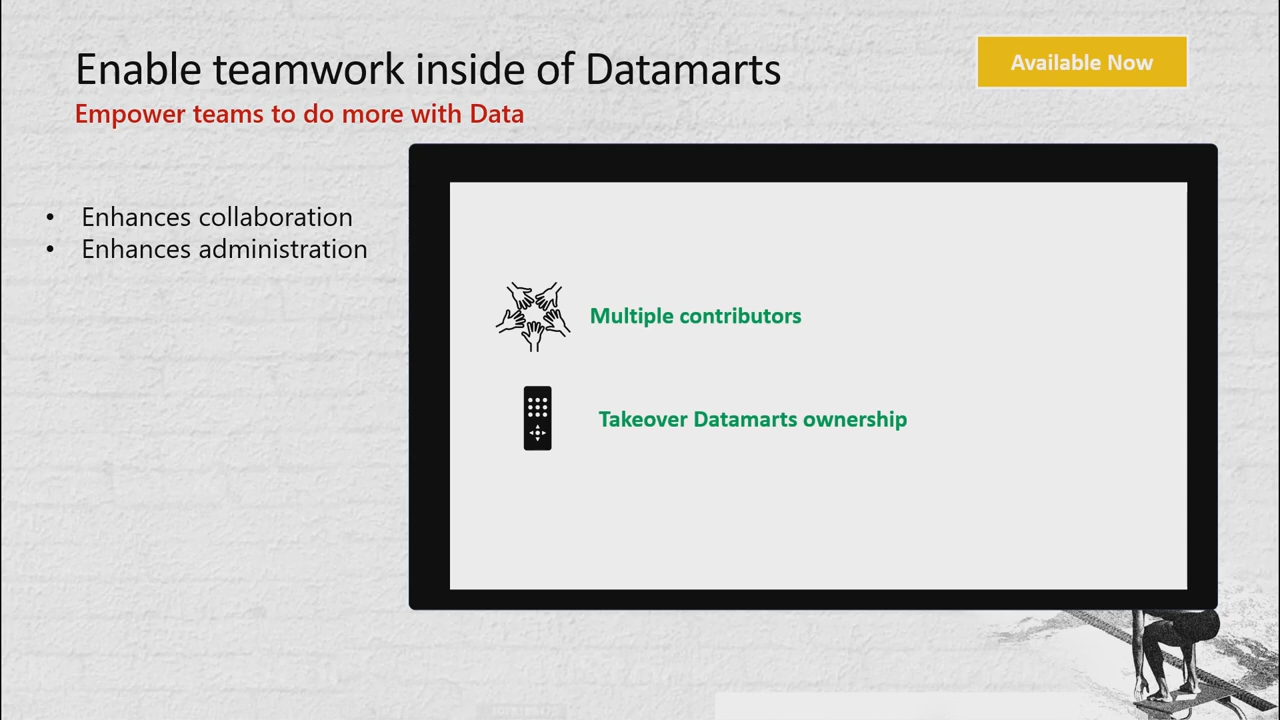 Enable teamwork inside of Datamarts
Available Now
Empower teams to do more with Data
• Enhances collaboration
• Enhances administration
Multiple contributors
Takeover Datamarts ownership